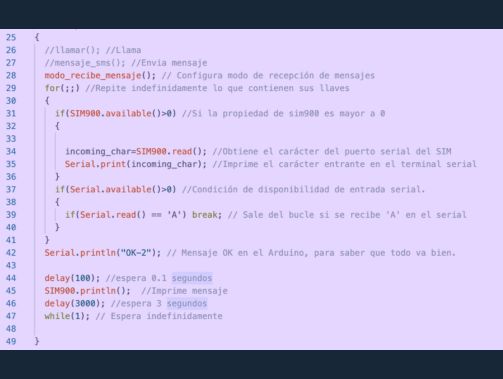 25 {
26 //llamar(); //Llama
27 //mensaje_sms(); //Envia mensaje
28 modo_recibe_mensaje(); // Configura modo de recepción de mensajes
29 for(;;) //Repite indefinidamente lo que contienen sus llaves
30 {
31 if(SIM900.available()>0) //Si la propiedad de sim900 es mayor a 0
32 {
33
34 incoming_char=SIM900.read(); //Obtiene el carácter del puerto serial del SIM
35 Serial.print(incoming_char); //Imprime el carácter entrante en el terminal serial
36 }
37 if(Serial.available()>0) //Condición de disponibilidad de entrada serial.
38 {
39 if(Serial.read() == 'A') break; // Sale del bucle si se recibe 'A' en el serial
40 }
41 }
42 Serial.println("OK-2"); // Mensaje OK en el Arduino, para saber que todo va bien.
43
44 delay(100); //espera 0.1 segundos
45 SIM900.println(); //Imprime mensaje
46 delay(3000); //espera 3 segundos
47 while(1); // Espera indefinidamente
48
49 }